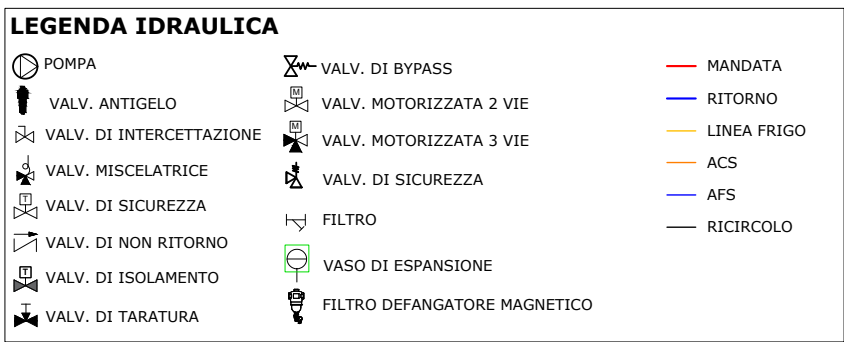 LEGENDA IDRAULICA
POMPA
VALV. ANTIGELO
VALV. DI INTERCETTAZIONE
VALV. MISCELATRICE
T
VALV. DI SICUREZZA
VALV. DI NON RITORNO
T
VALV. DI ISOLAMENTO
VALV. DI TARATURA
VALV. DI BYPASS
M
VALV. MOTORIZZATA 2 VIE
M
VALV. MOTORIZZATA 3 VIE
VALV. DI SICUREZZA
FILTRO
VASO DI ESPANSIONE
FILTRO DEFANGATORE MAGNETICO
MANDATA
RITORNO
LINEA FRIGO
ACS
AFS
RICIRCOLO